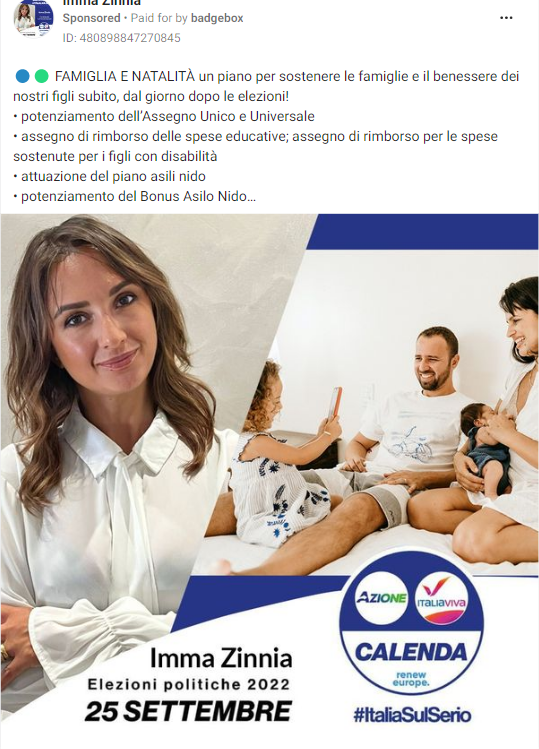 Imma Zinnia
Sponsored • Paid for by badgebox
ID: 480898847270845
FAMIGLIA E NATALITÀ un piano per sostenere le famiglie e il benessere dei
nostri figli subito, dal giorno dopo le elezioni!
• potenziamento dell'Assegno Unico e Universale
• assegno di rimborso delle spese educative; assegno di rimborso per le spese
sostenute per i figli con disabilità
• attuazione del piano asili nido
• potenziamento del Bonus Asilo Nido...
AZIONE
ITALIAVIVA
CALENDA
renew
europe.
Imma Zinnia
Elezioni politiche 2022
25 SETTEMBRE
#ItaliaSulSerio